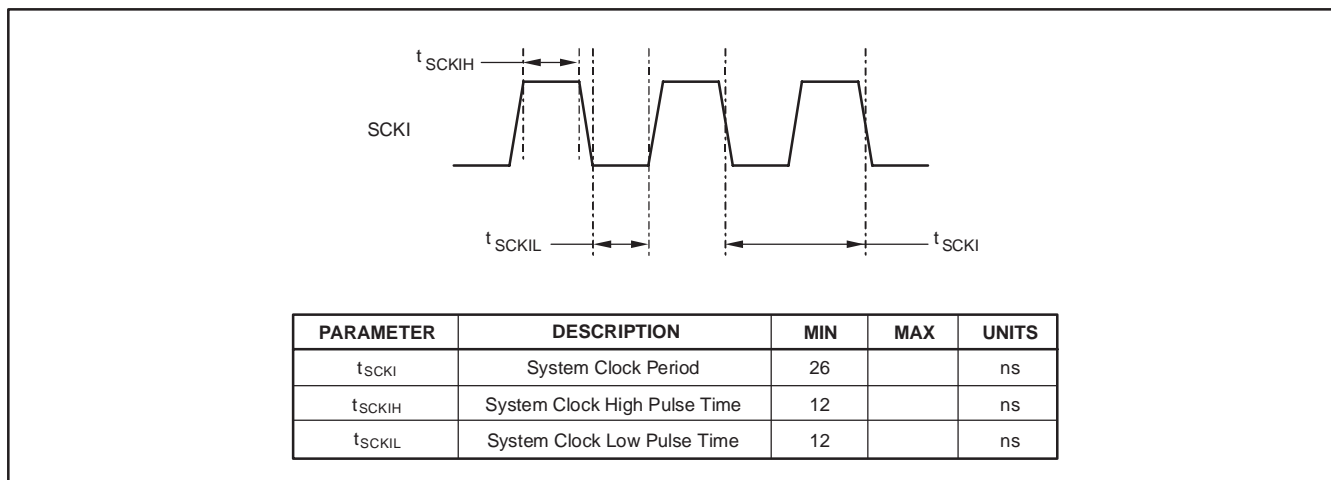 tSCKIH
SCKI
tSCKIL
tSCKI
PARAMETER DESCRIPTION MIN MAX UNITS
tSCKI System Clock Period 26 ns
tSCKIH System Clock High Pulse Time 12 ns
tSCKIL System Clock Low Pulse Time 12 ns